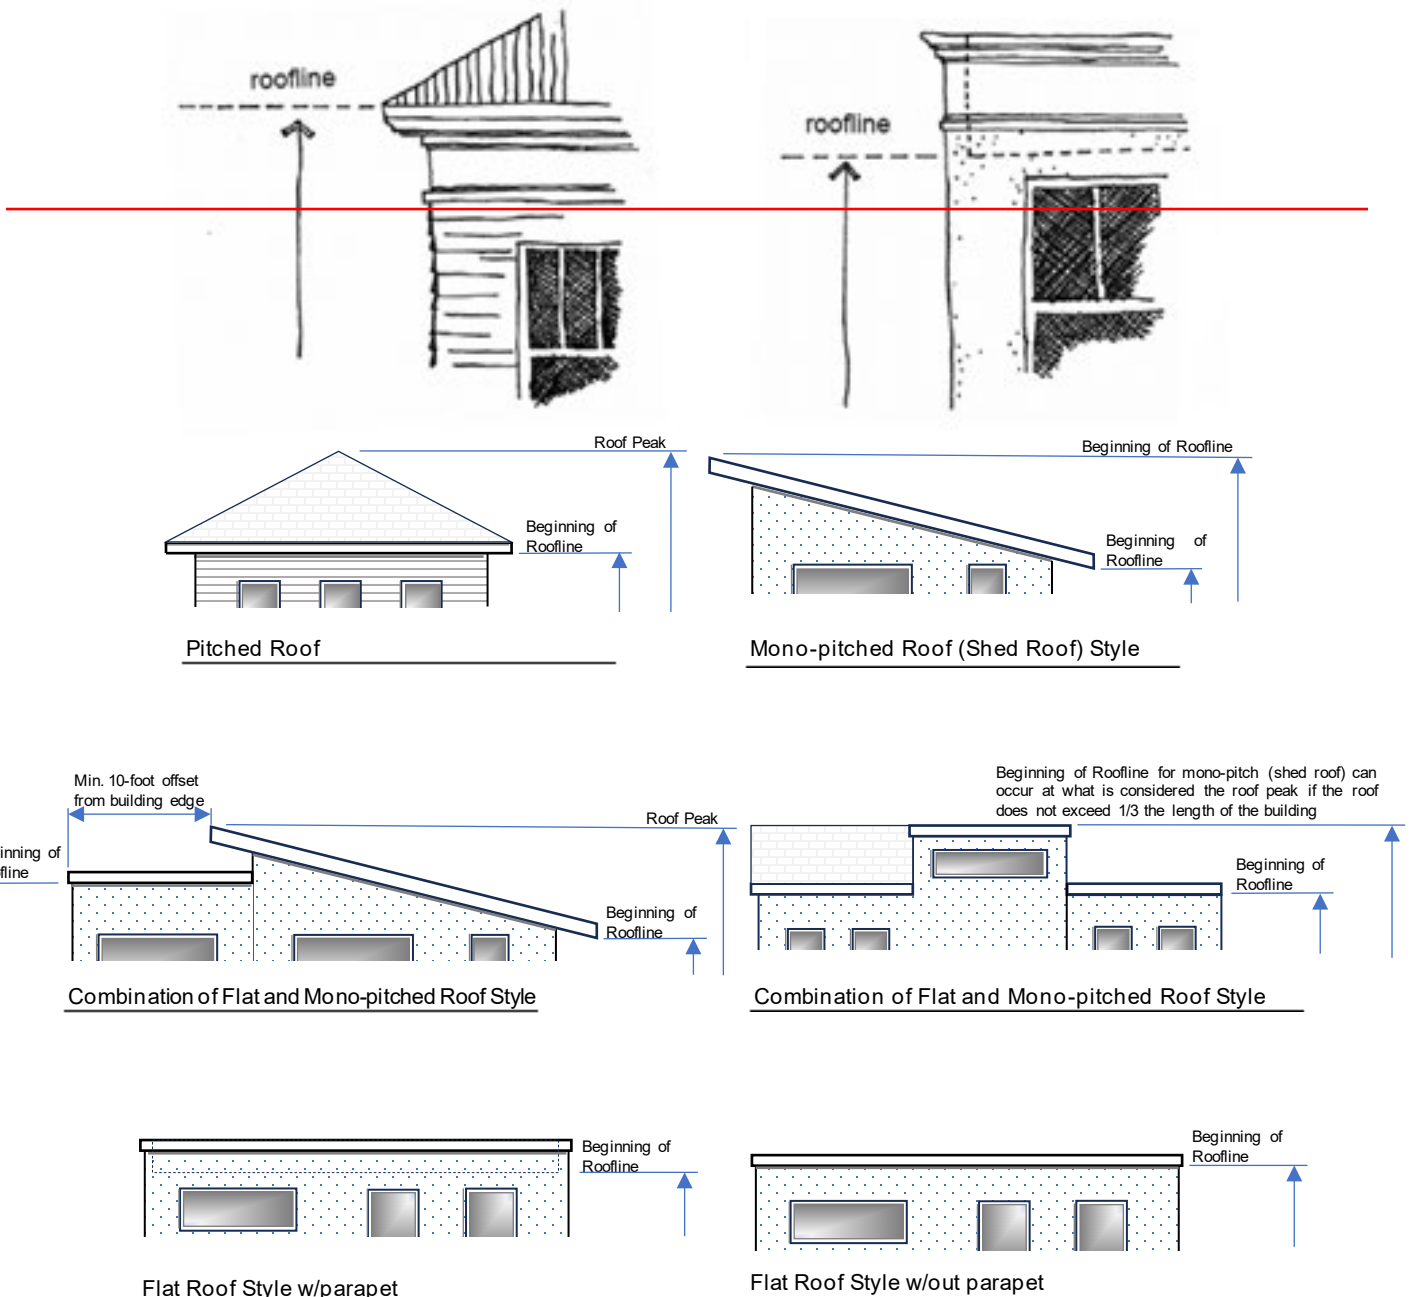 roofline
roofline
Roof Peak
Beginning of
Roofline
Pitched Roof
Beginning of Roofline
Beginning of
Roofline
Mono-pitched Roof (Shed Roof) Style
Min. 10-foot offset
from building edge
inning of
fline
Roof Peak
Beginning of
Roofline
Combination of Flat and Mono-pitched Roof Style
Beginning of Roofline for mono-pitch (shed roof) can
occur at what is considered the roof peak if the roof
does not exceed 1/3 the length of the building
Beginning of
Roofline
Combination of Flat and Mono-pitched Roof Style
Beginning of
Roofline
Flat Roof Style w/parapet
Beginning of
Roofline
Flat Roof Style w/out parapet